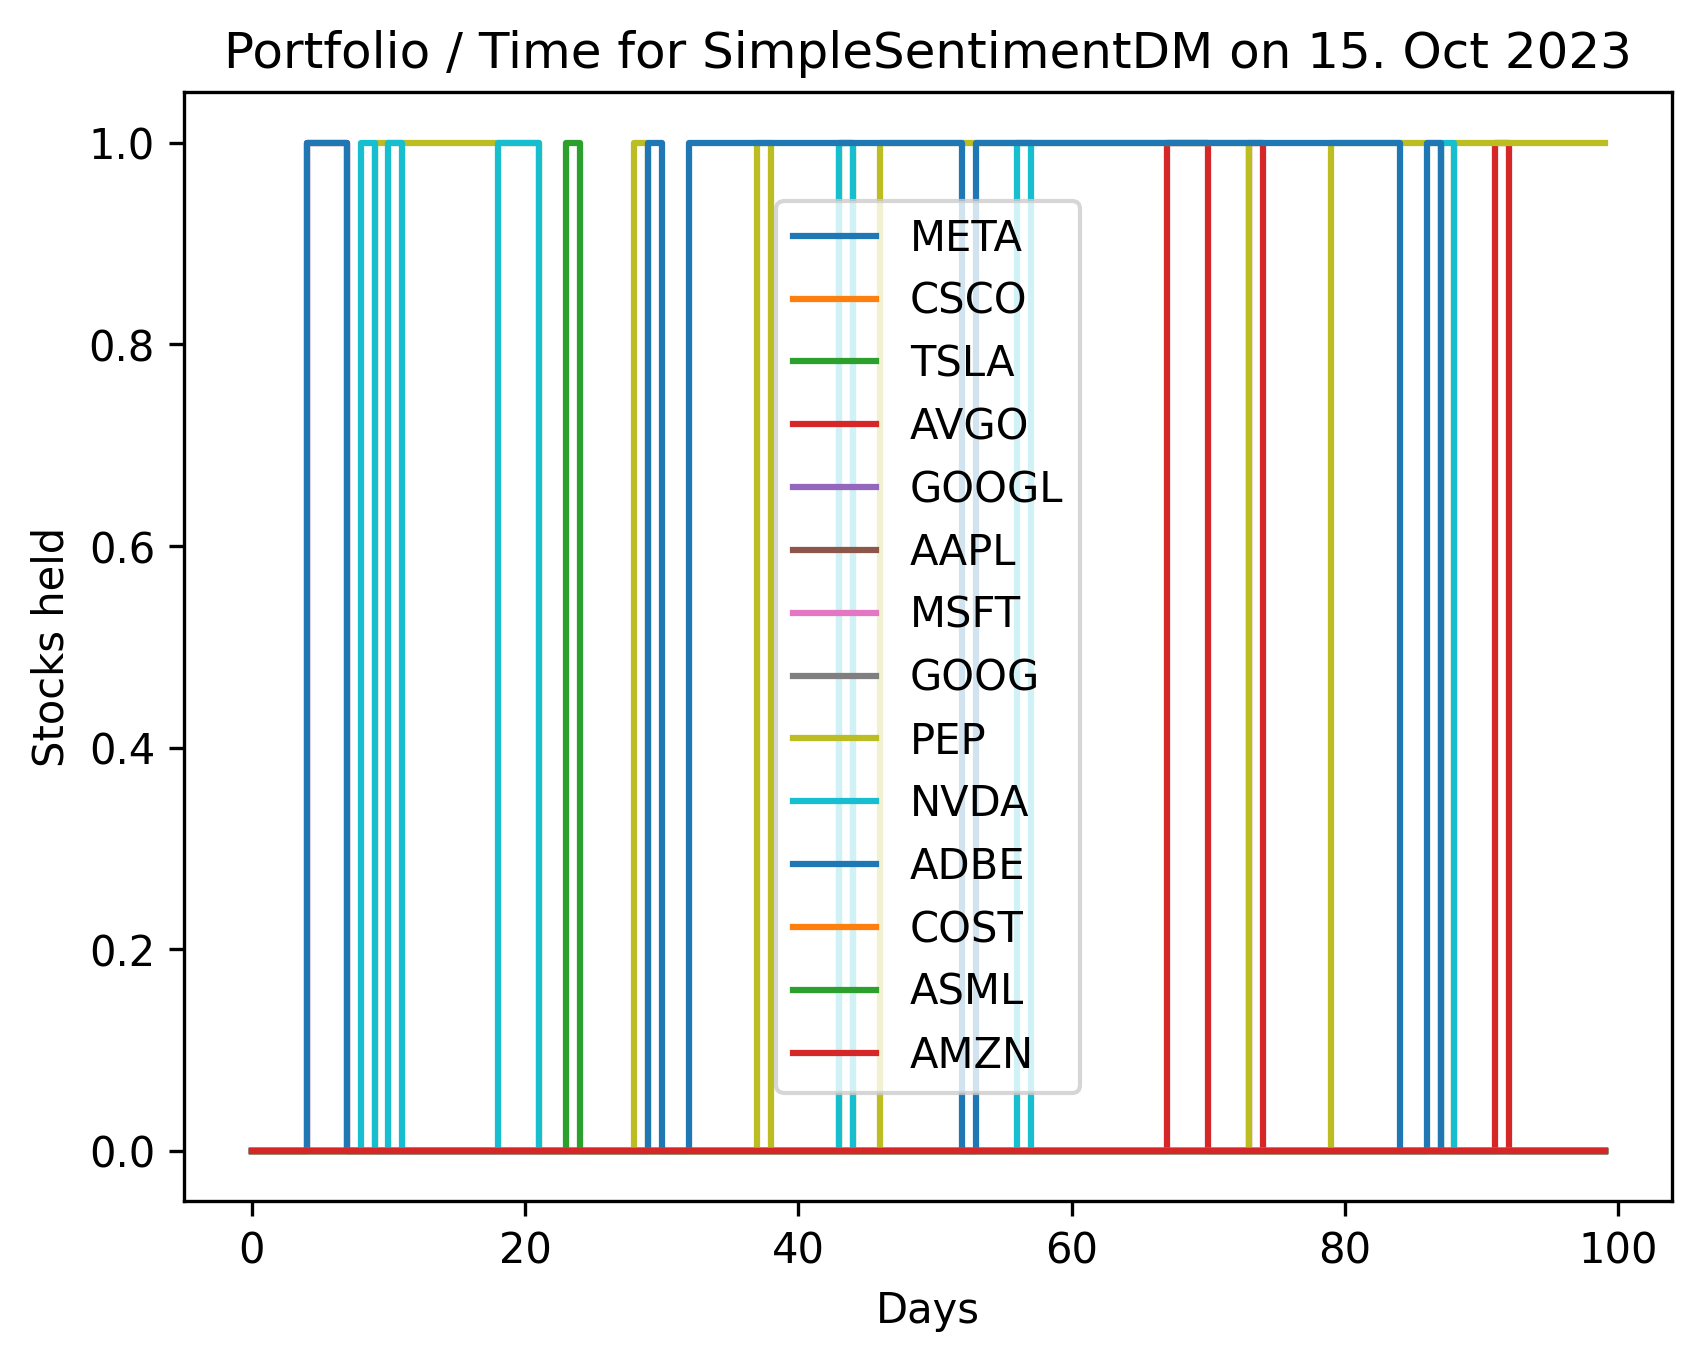 Portfolio / Time for SimpleSentimentDM on 15. Oct 2023
1.0
0.8
0.6
0.4
0.2
0.0
Stocks held
META
CSCO
TSLA
AVGO
GOOGL
AAPL
MSFT
GOOG
PEP
NVDA
ADBE
COST
ASML
AMZN
0 20 40 60 80 100
Days